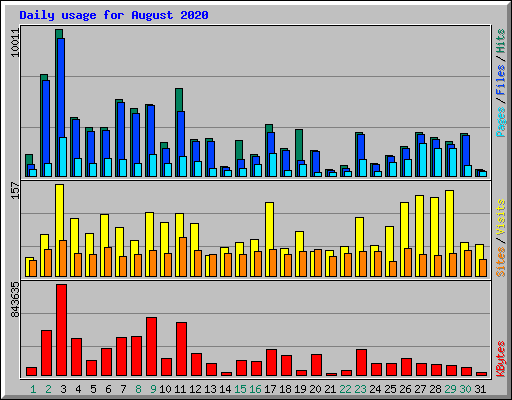 Daily usage for August 2020
10011
Pages / Files / Hits
157
Sites / Visits
843635
KBytes
1 2 3 4 5 6 7 8 9 10 11 12 13 14 15 16 17 18 19 20 21 22 23 24 25 26 27 28 29 30 31